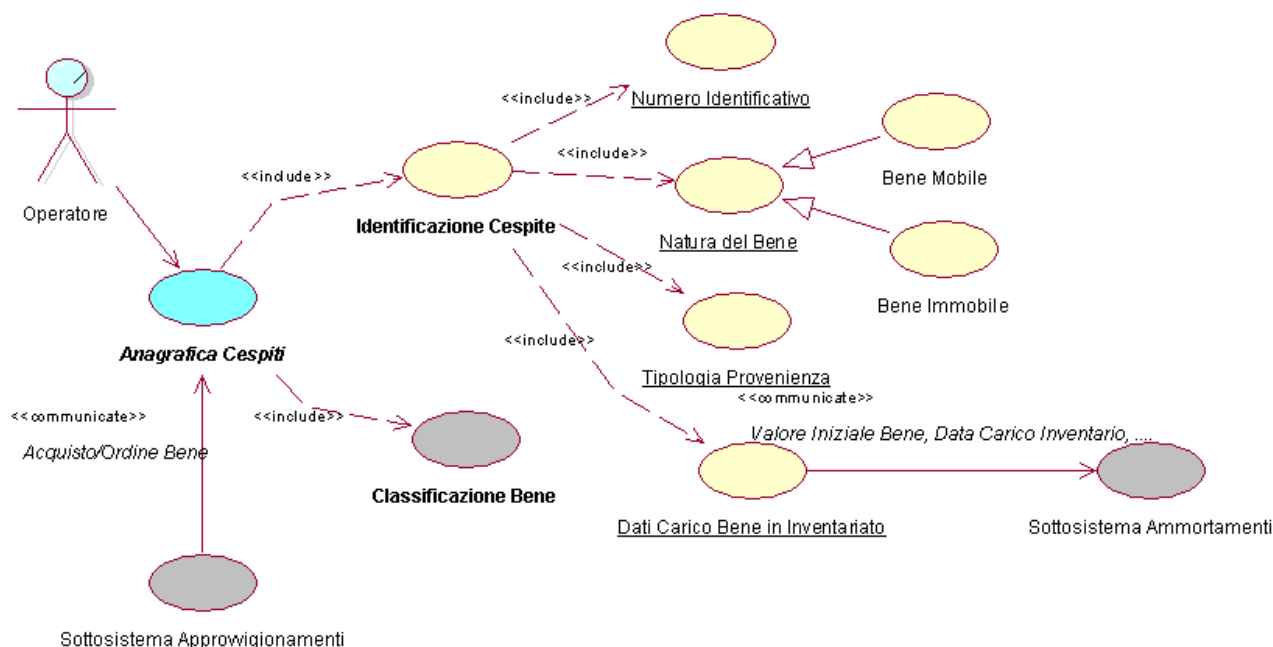 <<include>>
Numero Identificativo
<<include>>
Bene Mobile
<<include>>
Operatore
Identificazione Cespite
Natura del Bene
<<include>>
Bene Immobile
<<include>>
Anagrafica Cespiti
Tipologia Provenienza
<<communicate>>
<<include>>
<<communicate>>
Acquisto/Ordine Bene
Valore Iniziale Bene, Data Carico Inventario, ....
Classificazione Bene
Dati Carico Bene in Inventariato
Sottosistema Ammortamenti
Sottosistema Approvvigionamenti